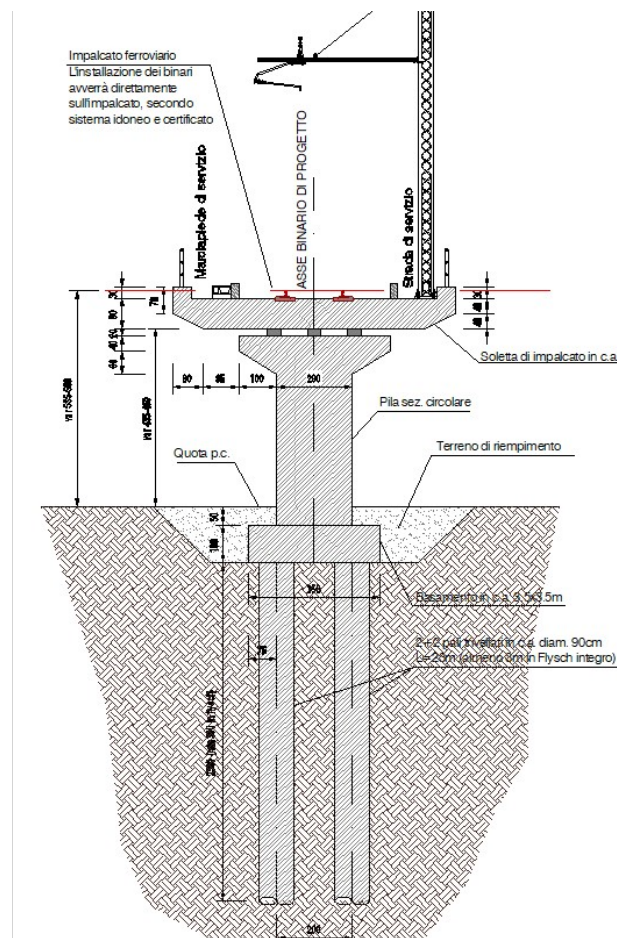 Impalcato ferroviario
L'installazione dei binari
avverrà direttamente
sull'impalcato, secondo
sistema idoneo e certificato
ASSE BINARIO DI PROGETTO
Marciapiede di servizio
Strada di servizio
Soletta di impalcato in c.a.
80
100
200
Pila sez. circolare
Quota p.c.
Terreno di riempimento
50
100
350
Basamento in c.a. 3.5x3.5m
75
2+2 pali trivellati in c.a. diam. 90cm
L=25m (almeno 3m in Flysch integro)
200